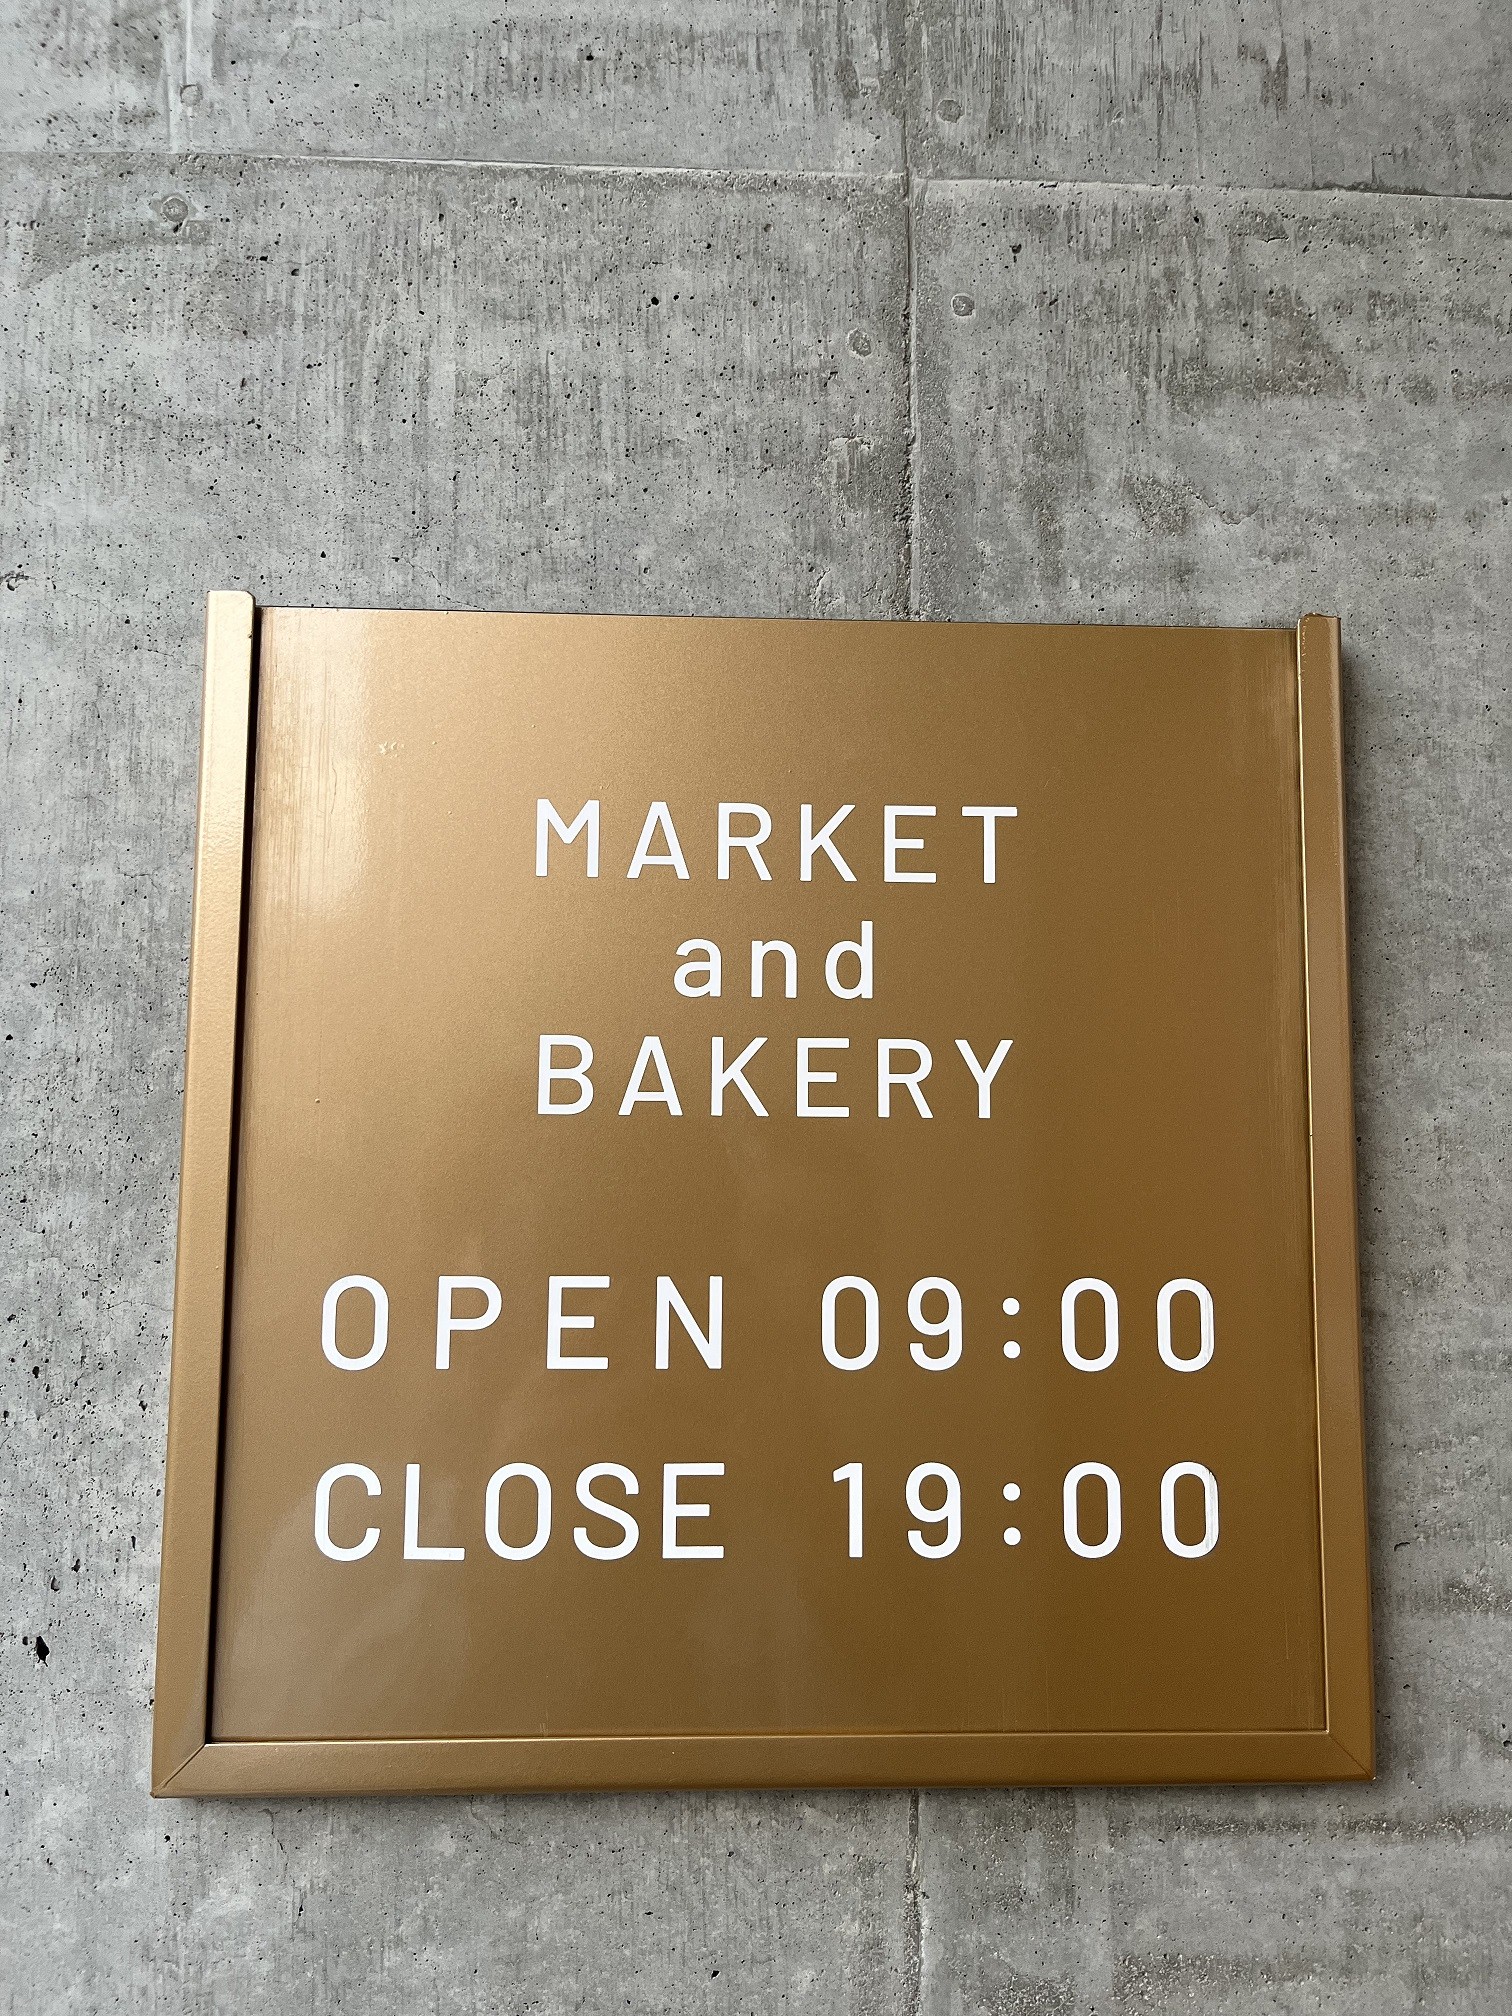 MARKET
and
BAKERY
OPEN 09:00
CLOSE 19:00